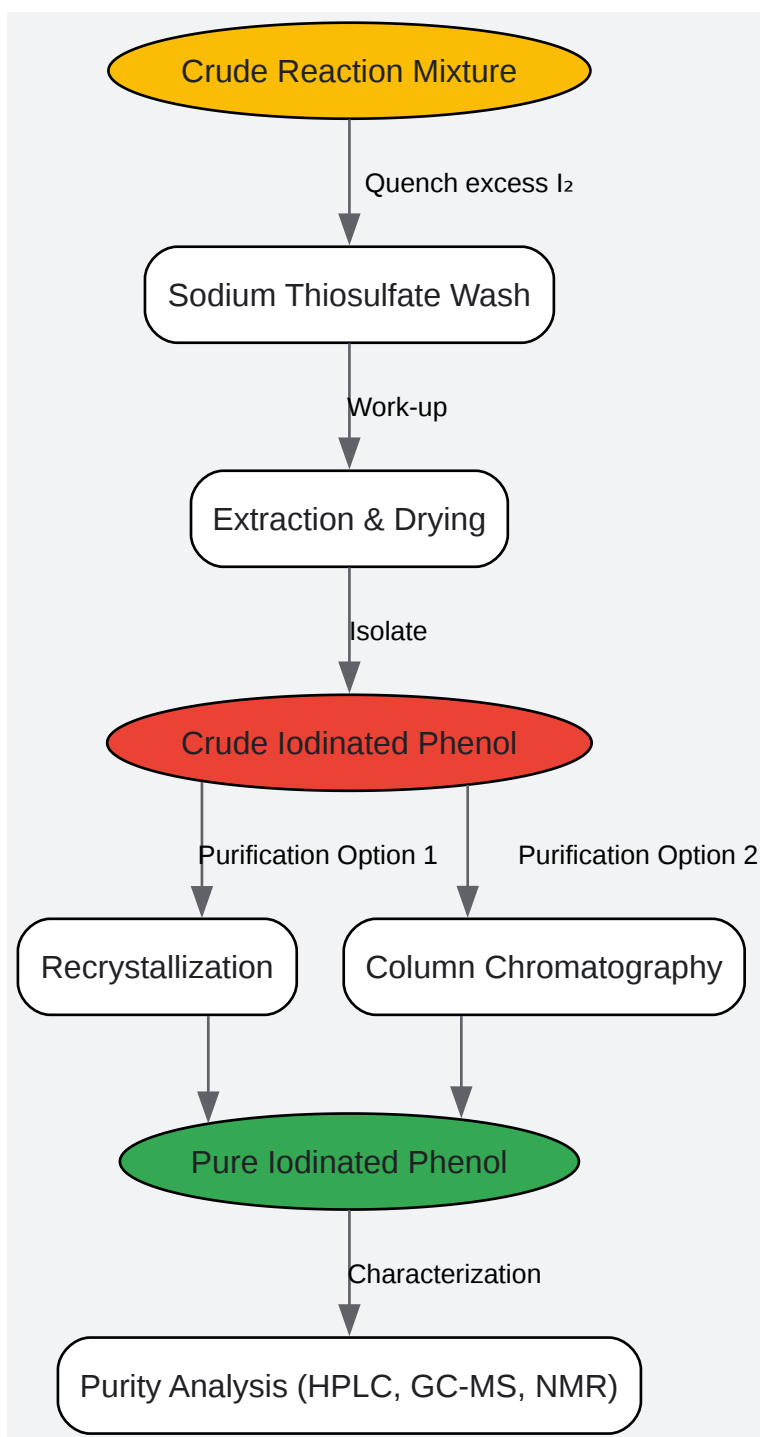 Crude Reaction Mixture
Quench excess I₂
Sodium Thiosulfate Wash
Work-up
Extraction & Drying
Isolate
Crude Iodinated Phenol
Purification Option 1
Purification Option 2
Recrystallization
Column Chromatography
Pure Iodinated Phenol
Characterization
Purity Analysis (HPLC, GC-MS, NMR)